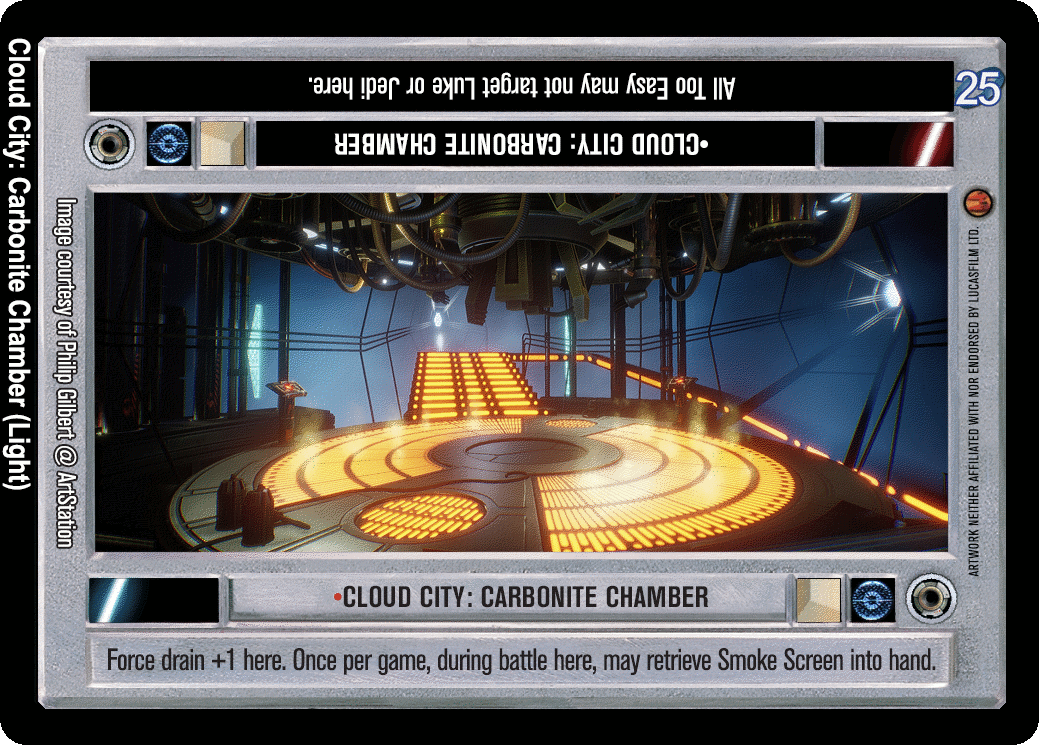 All Too Easy may not target Luke or Jedi here.
25
•CLOUD CITY: CARBONITE CHAMBER
Cloud City: Carbonite Chamber (Light)
Image courtesy of Philip Gilbert @ ArtStation
ARTWORK NEITHER AFFILIATED WITH NOR ENDORSED BY LUCASFILM LTD.
•CLOUD CITY: CARBONITE CHAMBER
Force drain +1 here. Once per game, during battle here, may retrieve Smoke Screen into hand.